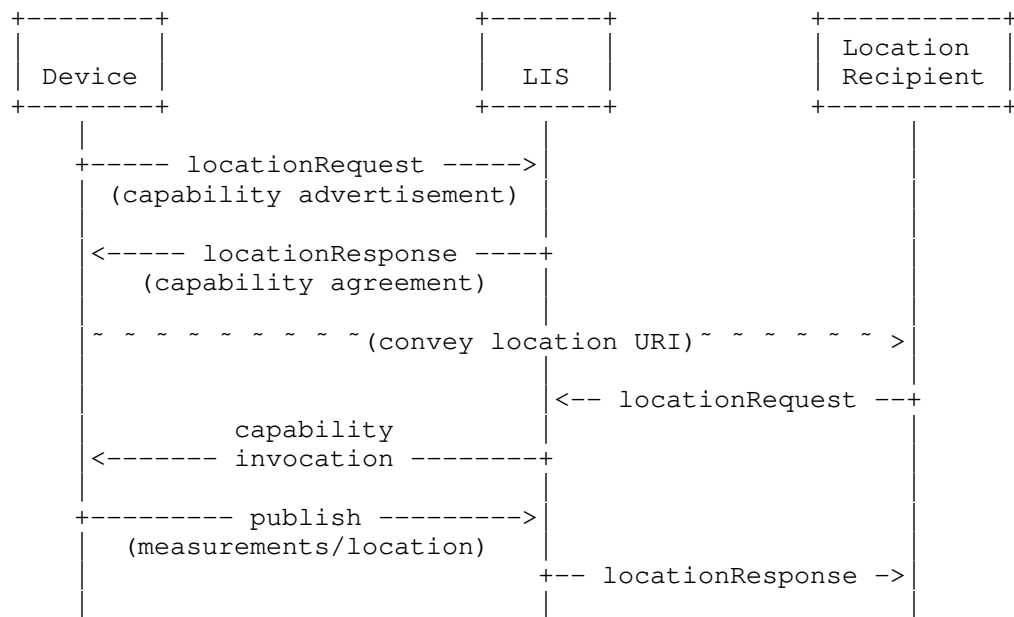 Location
Device LIS Recipient
locationRequest
(capability advertisement)
locationResponse
(capability agreement)
(convey location URI)
locationRequest
capability
invocation
publish
(measurements/location)
locationResponse